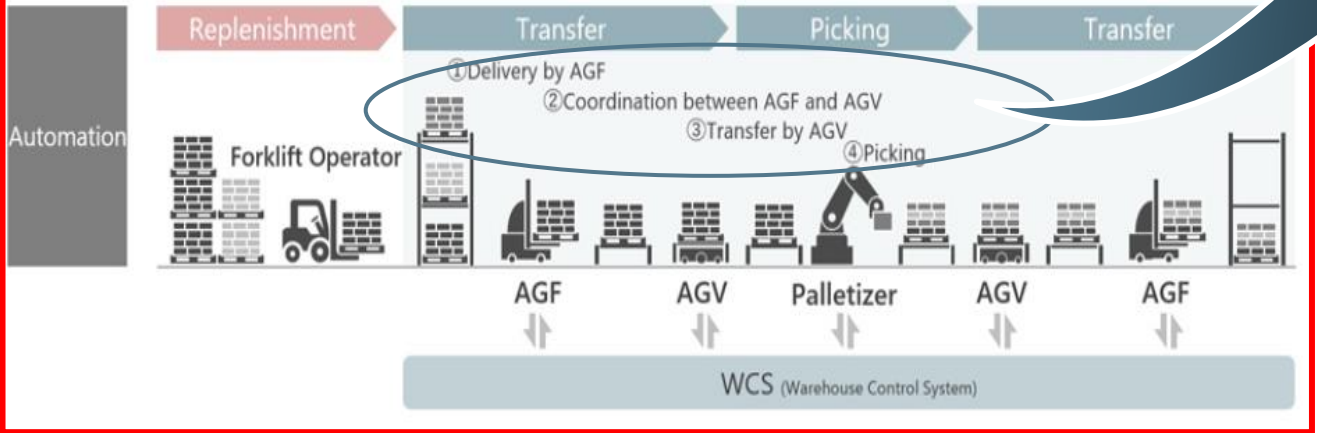 Replenishment
Transfer
Picking
Transfer
Automation
①Delivery by AGF
②Coordination between AGF and AGV
③Transfer by AGV
④Picking
Forklift Operator
AGF
AGV
Palletizer
AGV
AGF
WCS (Warehouse Control System)